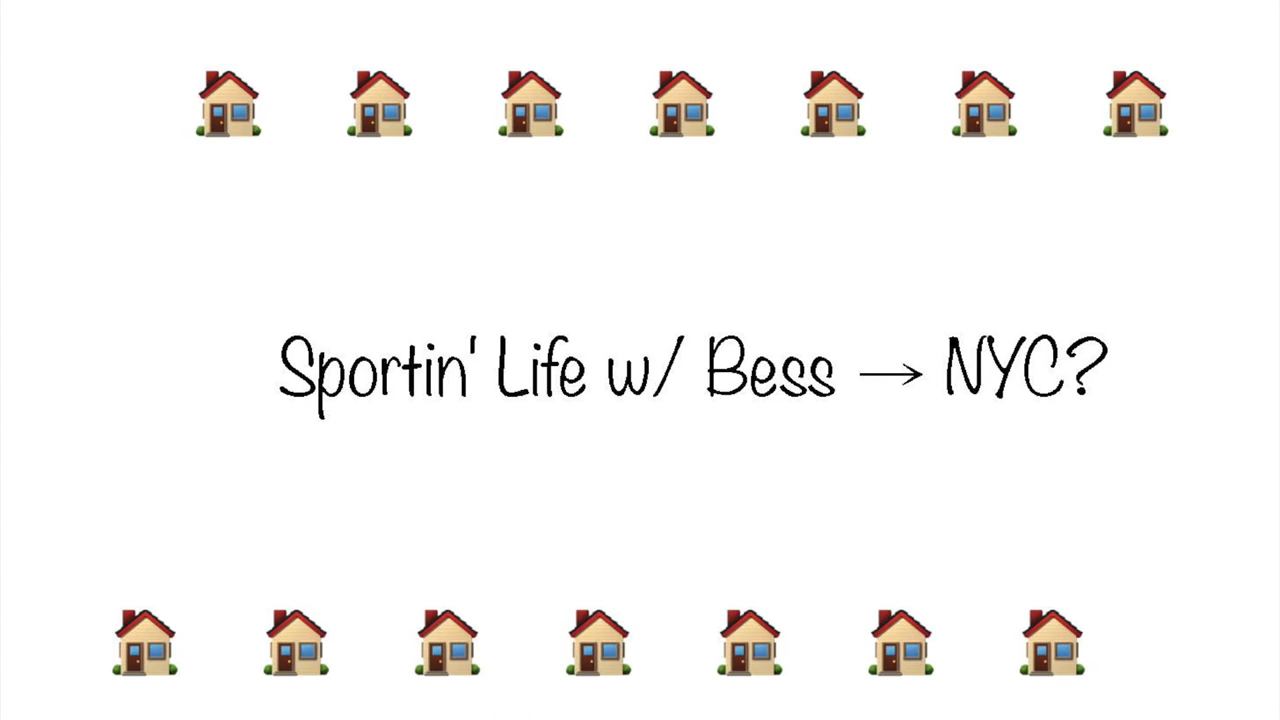 Sportin' Life w/ Bess → NYC?